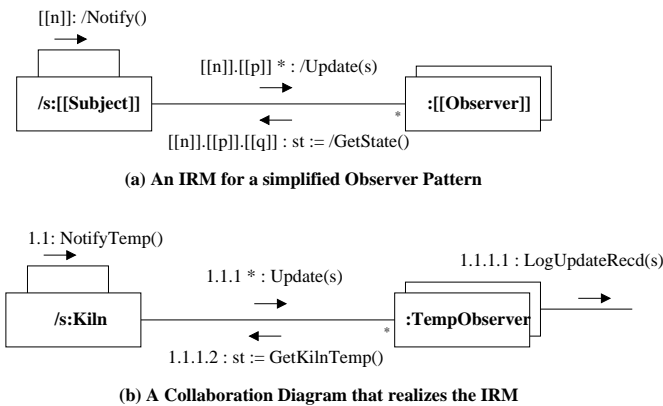 [[n]]: /Notify()
[[n]].[[p]] * : /Update(s)
/s:[[Subject]]
:[[Observer]]
*
[[n]].[[p]].[[q]] : st := /GetState()
(a) An IRM for a simplified Observer Pattern
1.1: NotifyTemp()
1.1.1.1 : LogUpdateRecd(s)
1.1.1 * : Update(s)
/s:Kiln
:TempObserver
*
1.1.1.2 : st := GetKilnTemp()
(b) A Collaboration Diagram that realizes the IRM